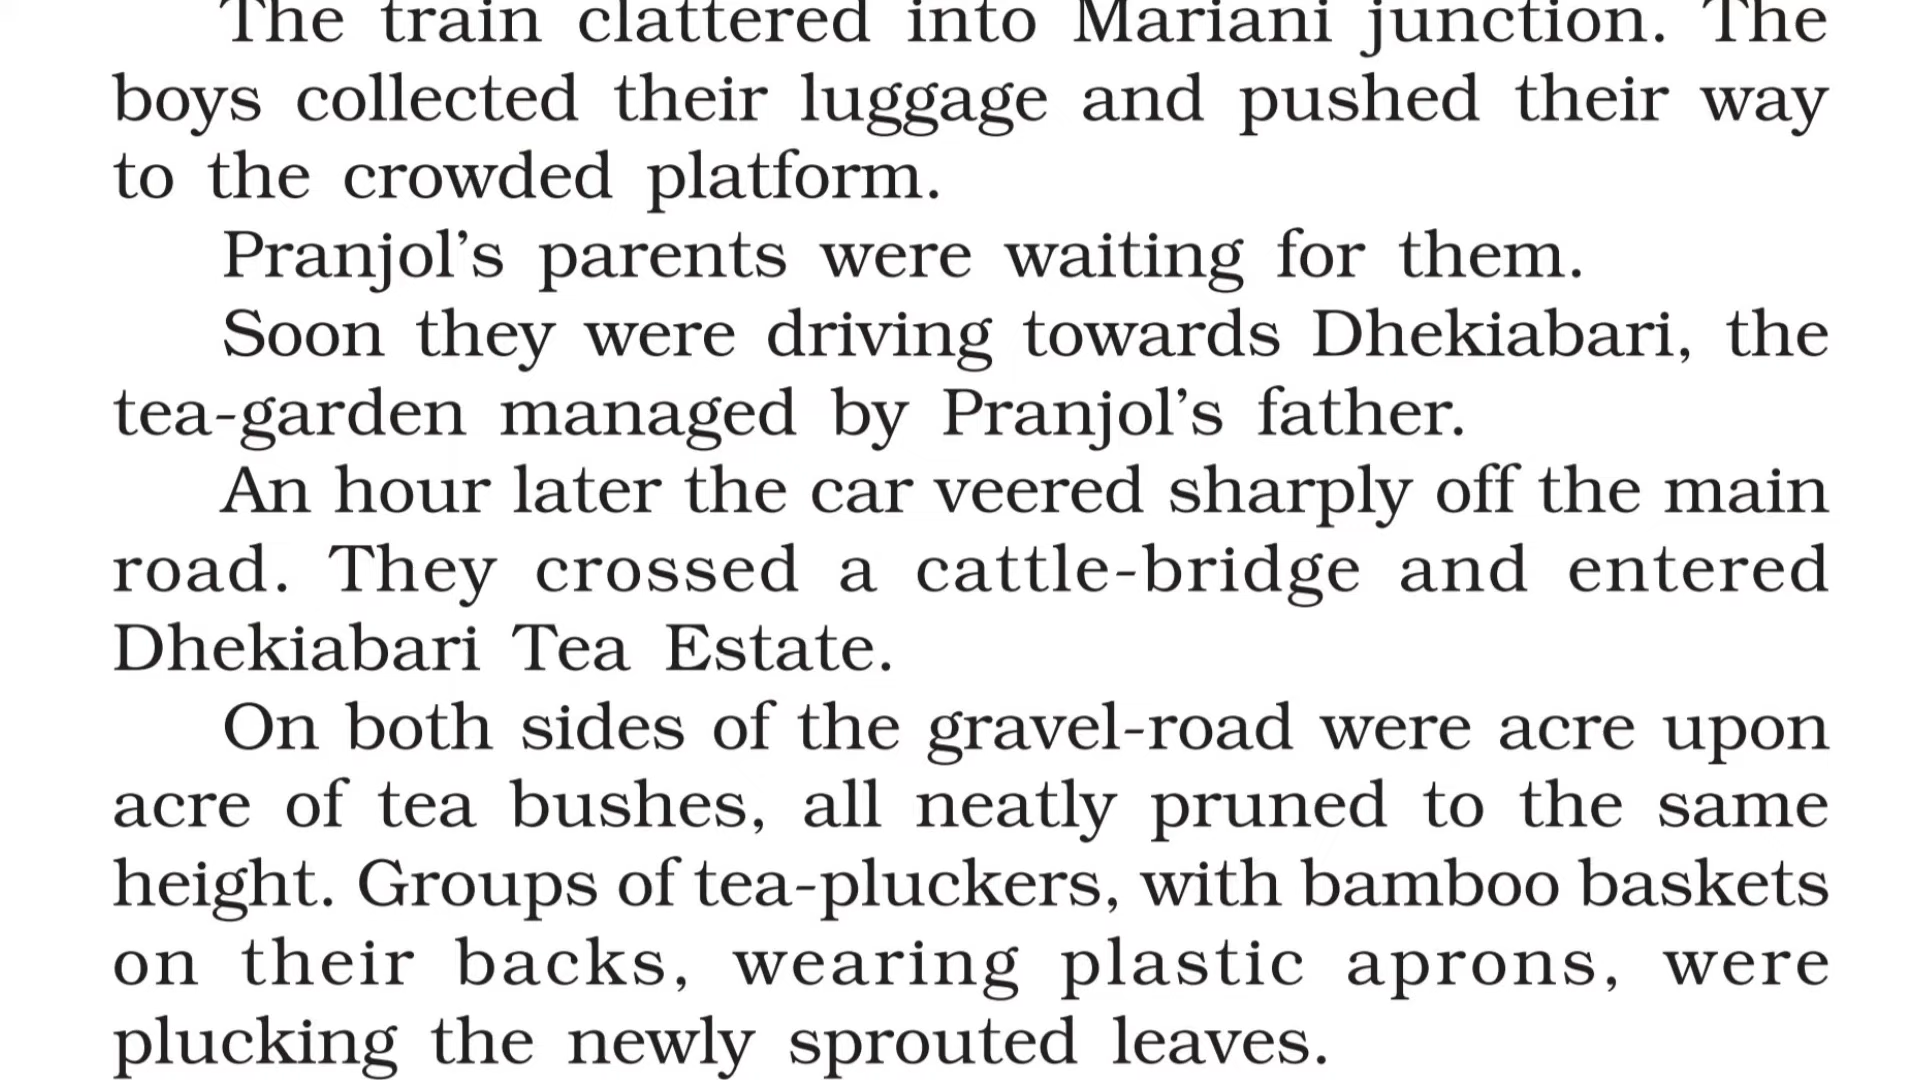 The train clattered into Mariani junction. The
boys collected their luggage and pushed their way
to the crowded platform.
Pranjol’s parents were waiting for them.
Soon they were driving towards Dhekiabari, the
tea-garden managed by Pranjol’s father.
An hour later the car veered sharply off the main
road. They crossed a cattle-bridge and entered
Dhekiabari Tea Estate.
On both sides of the gravel-road were acre upon
acre of tea bushes, all neatly pruned to the same
height. Groups of tea-pluckers, with bamboo baskets
on their backs, wearing plastic aprons, were
plucking the newly sprouted leaves.